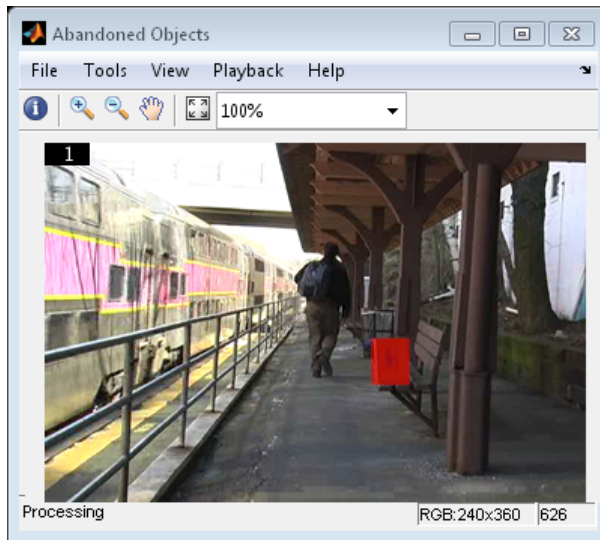 Abandoned Objects
File Tools View Playback Help
100%
1
Processing RGB:240x360 626